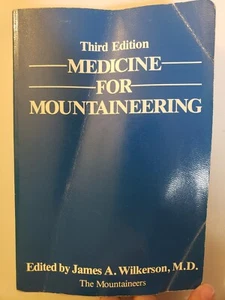 Third Edition
MEDICINE
FOR
MOUNTAINEERING
Edited by James A. Wilkerson, M.D.
The Mountaineers